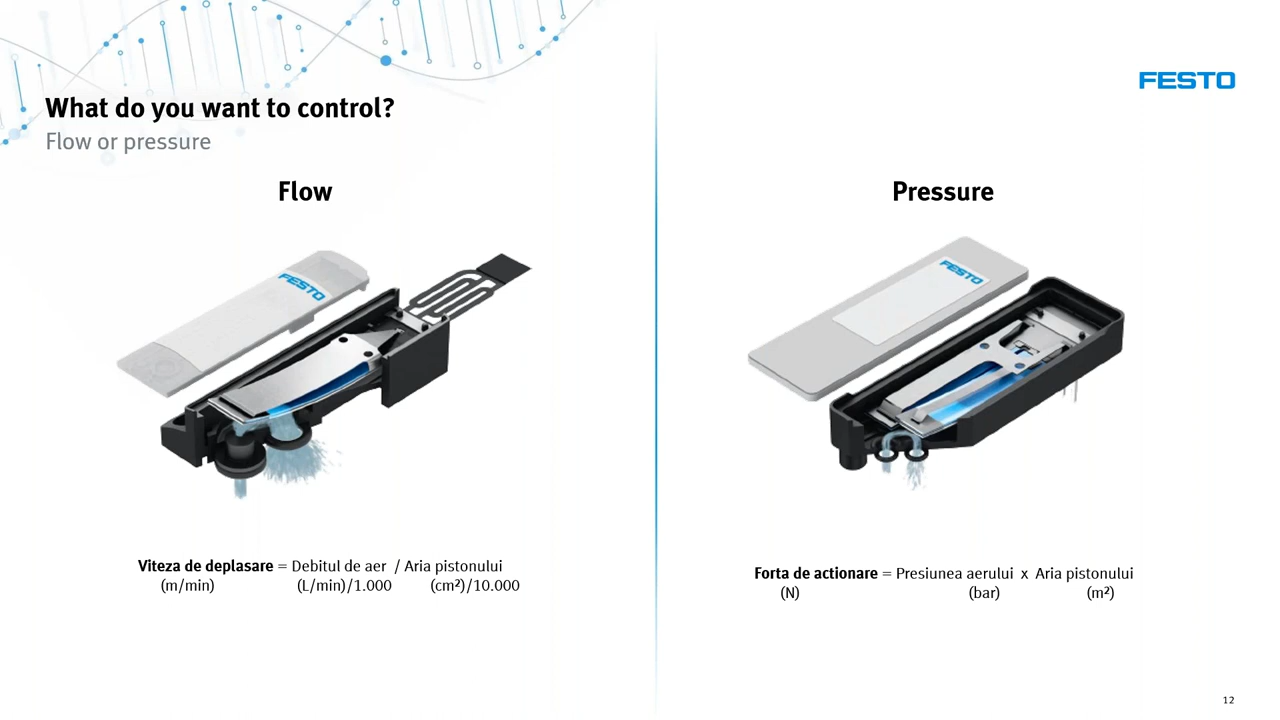 FESTO
What do you want to control?
Flow or pressure
Flow
Pressure
FESTO
FESTO
Viteza de deplasare = Debitul de aer / Aria pistonului
(m/min) (L/min)/1.000 (cm²)/10.000
Forta de actionare = Presiunea aerului x Aria pistonului
(N) (bar) (m²)
12